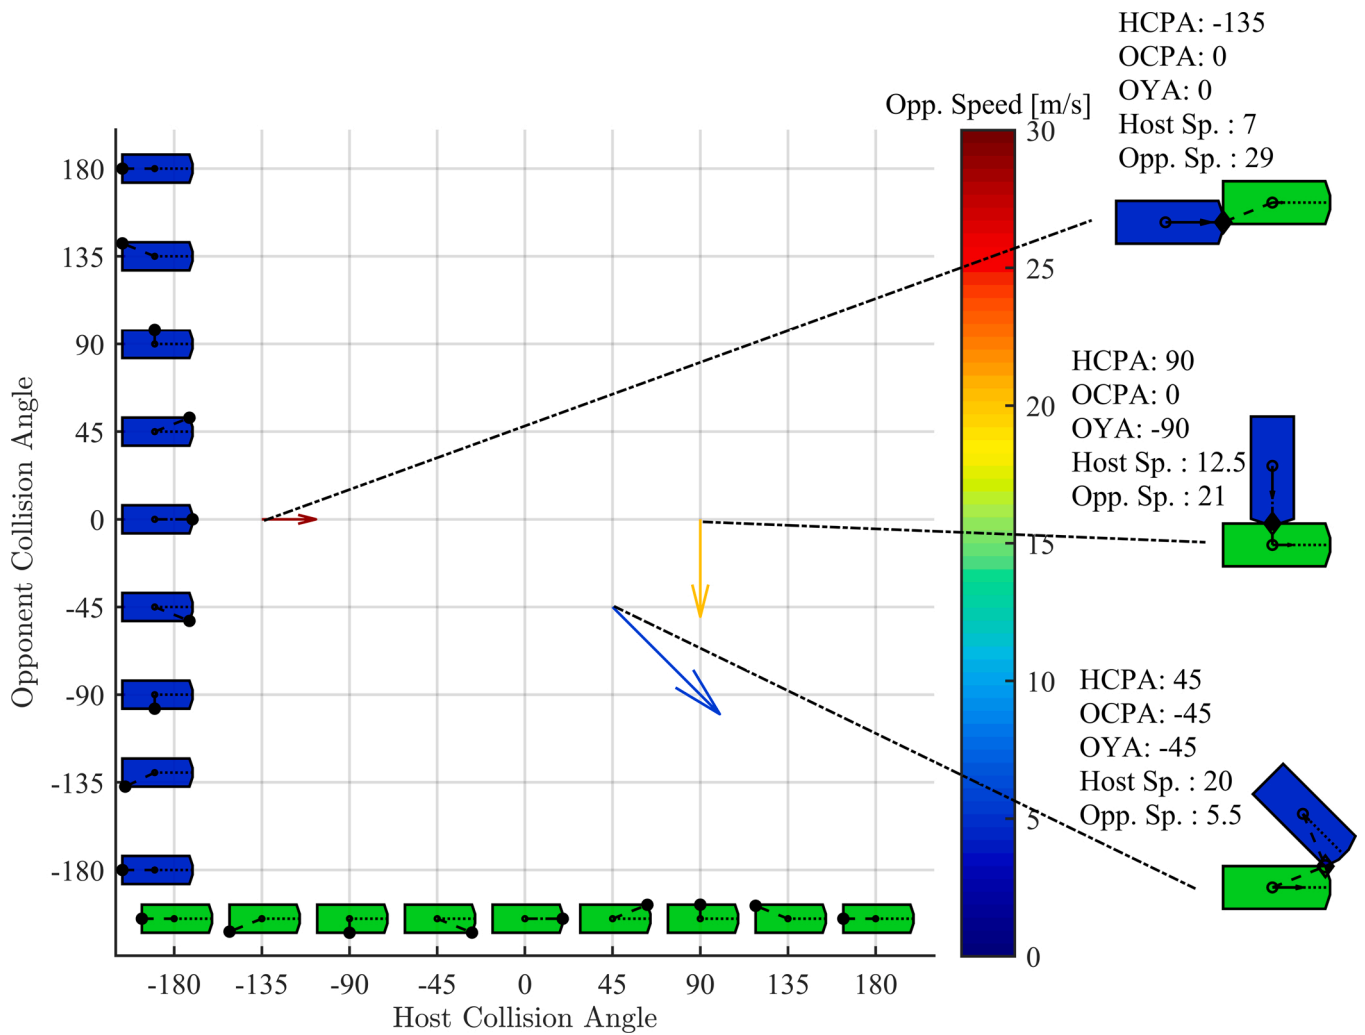 HCPA: -135
OCPA: 0
OYA: 0
Host Sp. : 7
Opp. Sp. : 29
Opp. Speed [m/s]
30
25
20
15
10
5
0
HCPA: 90
OCPA: 0
OYA: -90
Host Sp. : 12.5
Opp. Sp. : 21
HCPA: 45
OCPA: -45
OYA: -45
Host Sp. : 20
Opp. Sp. : 5.5
Opponent Collision Angle
180
135
90
45
0
-45
-90
-135
-180
-180 -135 -90 -45 0 45 90 135 180
Host Collision Angle